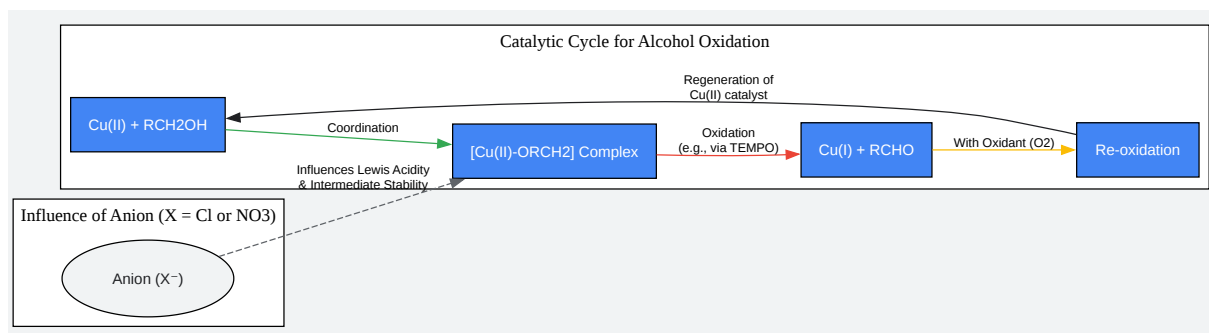 Catalytic Cycle for Alcohol Oxidation
Regeneration of
Cu(II) catalyst
Cu(II) + RCH2OH
Coordination
[Cu(II)-ORCH2] Complex
Oxidation
(e.g., via TEMPO)
Cu(I) + RCHO
With Oxidant (O2)
Re-oxidation
Influences Lewis Acidity
& Intermediate Stability
Influence of Anion (X = Cl or NO3)
Anion (X⁻)